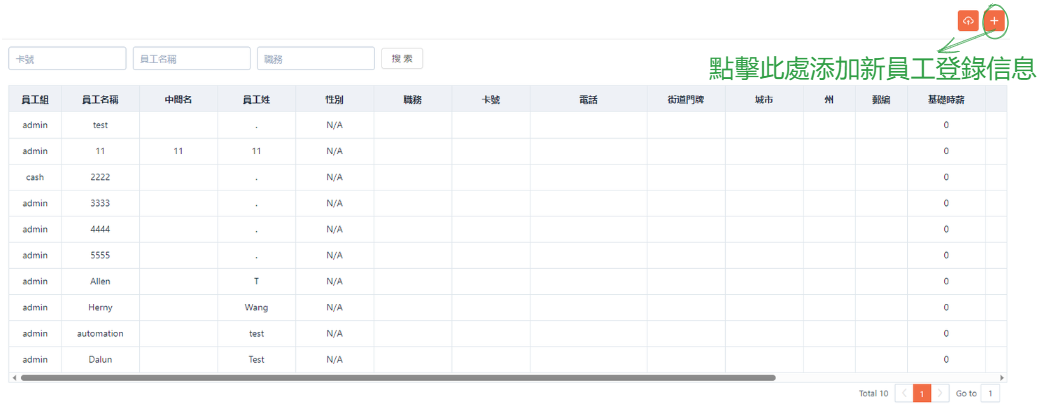 卡號 員工名稱 職務 搜 索
點擊此處添加新員工登錄信息
員工組 員工名稱 中間名 員工姓 性別 職務 卡號 電話 街道門牌 城市 州 郵編 基礎時薪
admin test . N/A 0
admin 11 11 11 N/A 0
cash 2222 . N/A 0
admin 3333 . N/A 0
admin 4444 . N/A 0
admin 5555 . N/A 0
admin Allen T N/A 0
admin Herny Wang N/A 0
admin automation test N/A 0
admin Dalun Test N/A 0
Total 10 < 1 > Go to 1